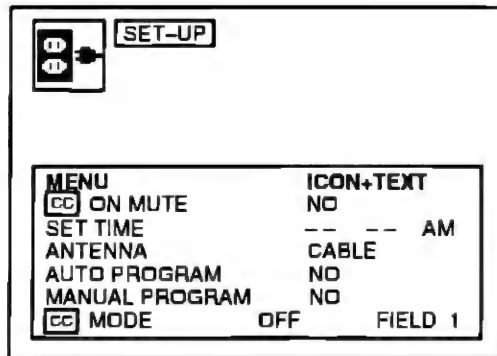 SET-UP
MENU ICON+TEXT
CC ON MUTE NO
SET TIME -- -- AM
ANTENNA CABLE
AUTO PROGRAM NO
MANUAL PROGRAM NO
CC MODE OFF FIELD 1